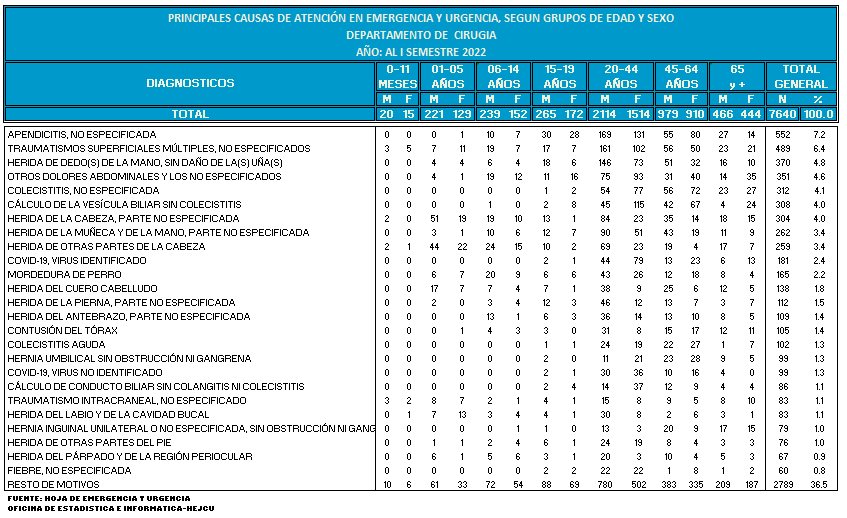 PRINCIPALES CAUSAS DE ATENCIÓN EN EMERGENCIA Y URGENCIA, SEGUN GRUPOS DE EDAD Y SEXO
DEPARTAMENTO DE CIRUGIA
AÑO: AL I SEMESTRE 2022
DIAGNOSTICOS 0-11 MESES 01-05 AÑOS 06-14 AÑOS 15-19 AÑOS 20-44 AÑOS 45-64 AÑOS 65 y + TOTAL GENERAL
M F M F M F M F M F M F M F N %
TOTAL 20 15 221 129 239 152 265 172 2114 1514 979 910 466 444 7640 100.0
APENDICITIS, NO ESPECIFICADA 0 0 0 1 10 7 30 28 169 131 55 80 27 14 552 7.2
TRAUMATISMOS SUPERFICIALES MÚLTIPLES, NO ESPECIFICADOS 3 5 7 11 19 7 17 7 161 102 56 50 23 21 489 6.4
HERIDA DE DEDO(S) DE LA MANO, SIN DAÑO DE LA(S) UÑA(S) 0 0 4 4 6 4 18 6 146 73 51 32 16 10 370 4.8
OTROS DOLORES ABDOMINALES Y LOS NO ESPECIFICADOS 0 0 4 1 19 12 11 16 75 93 31 40 14 35 351 4.6
COLECISTITIS, NO ESPECIFICADA 0 0 0 0 0 0 1 2 54 77 56 72 23 27 312 4.1
CÁLCULO DE LA VESÍCULA BILIAR SIN COLECISTITIS 0 0 0 0 1 0 2 8 45 115 42 67 4 24 308 4.0
HERIDA DE LA CABEZA, PARTE NO ESPECIFICADA 2 0 51 19 19 10 13 1 84 23 35 14 18 15 304 4.0
HERIDA DE LA MUÑECA Y DE LA MANO, PARTE NO ESPECIFICADA 0 0 3 1 10 6 12 7 90 51 43 19 11 9 262 3.4
HERIDA DE OTRAS PARTES DE LA CABEZA 2 1 44 22 24 15 10 2 69 23 19 4 17 7 259 3.4
COVID-19, VIRUS IDENTIFICADO 0 0 0 0 0 0 2 1 44 79 13 23 6 13 181 2.4
MORDEDURA DE PERRO 0 0 6 7 20 9 6 6 43 26 12 18 8 4 165 2.2
HERIDA DEL CUERO CABELLUDO 0 0 17 7 7 4 7 1 38 9 25 6 12 5 138 1.8
HERIDA DE LA PIERNA, PARTE NO ESPECIFICADA 0 0 2 0 3 4 12 3 46 12 13 7 3 7 112 1.5
HERIDA DEL ANTEBRAZO, PARTE NO ESPECIFICADA 0 0 0 0 13 1 6 3 36 14 13 10 8 5 109 1.4
CONTUSIÓN DEL TÓRAX 0 0 0 1 4 3 3 0 31 8 15 17 12 11 105 1.4
COLECISTITIS AGUDA 0 0 0 0 0 0 1 1 24 19 22 27 1 7 102 1.3
HERNIA UMBILICAL SIN OBSTRUCCIÓN NI GANGRENA 0 0 0 0 0 0 2 0 11 21 23 28 9 5 99 1.3
COVID-19, VIRUS NO IDENTIFICADO 0 0 0 0 0 0 2 1 30 36 10 16 4 0 99 1.3
CÁLCULO DE CONDUCTO BILIAR SIN COLANGITIS NI COLECISTITIS 0 0 0 0 0 0 2 4 14 37 12 9 4 4 86 1.1
TRAUMATISMO INTRACRANEAL, NO ESPECIFICADO 3 2 8 7 2 1 4 1 15 8 9 5 8 10 83 1.1
HERIDA DEL LABIO Y DE LA CAVIDAD BUCAL 0 1 7 13 3 4 4 1 30 8 2 6 3 1 83 1.1
HERNIA INGUINAL UNILATERAL O NO ESPECIFICADA, SIN OBSTRUCCIÓN NI GANG 0 0 0 0 0 0 1 0 13 3 20 9 17 15 79 1.0
HERIDA DE OTRAS PARTES DEL PIE 0 0 1 1 2 4 6 1 24 19 8 4 3 3 76 1.0
HERIDA DEL PÁRPADO Y DE LA REGIÓN PERIOCULAR 0 0 6 1 5 6 3 1 20 3 10 4 5 3 67 0.9
FIEBRE, NO ESPECIFICADA 0 0 0 0 0 0 2 2 22 22 1 8 1 2 60 0.8
RESTO DE MOTIVOS 10 6 61 33 72 54 88 69 780 502 383 335 209 187 2789 36.5
FUENTE: HOJA DE EMERGENCIA Y URGENCIA
OFICINA DE ESTADISTICA E INFORMATICA-HEJCU